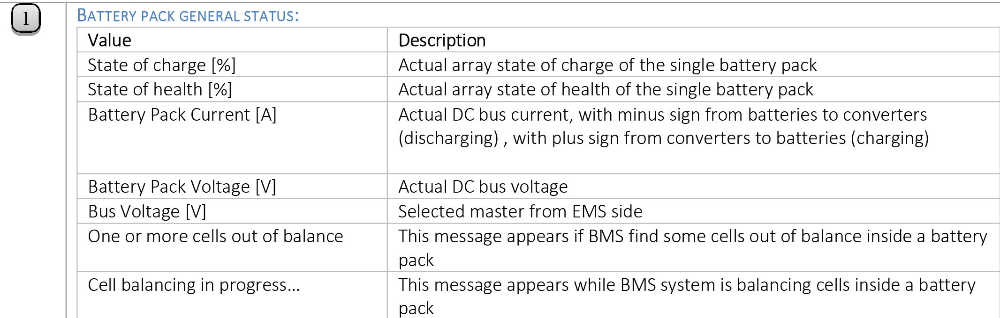 1
BATTERY PACK GENERAL STATUS:
Value Description
State of charge [%] Actual array state of charge of the single battery pack
State of health [%] Actual array state of health of the single battery pack
Battery Pack Current [A] Actual DC bus current, with minus sign from batteries to converters
(discharging) , with plus sign from converters to batteries (charging)
Battery Pack Voltage [V] Actual DC bus voltage
Bus Voltage [V] Selected master from EMS side
One or more cells out of balance This message appears if BMS find some cells out of balance inside a battery
pack
Cell balancing in progress... This message appears while BMS system is balancing cells inside a battery
pack